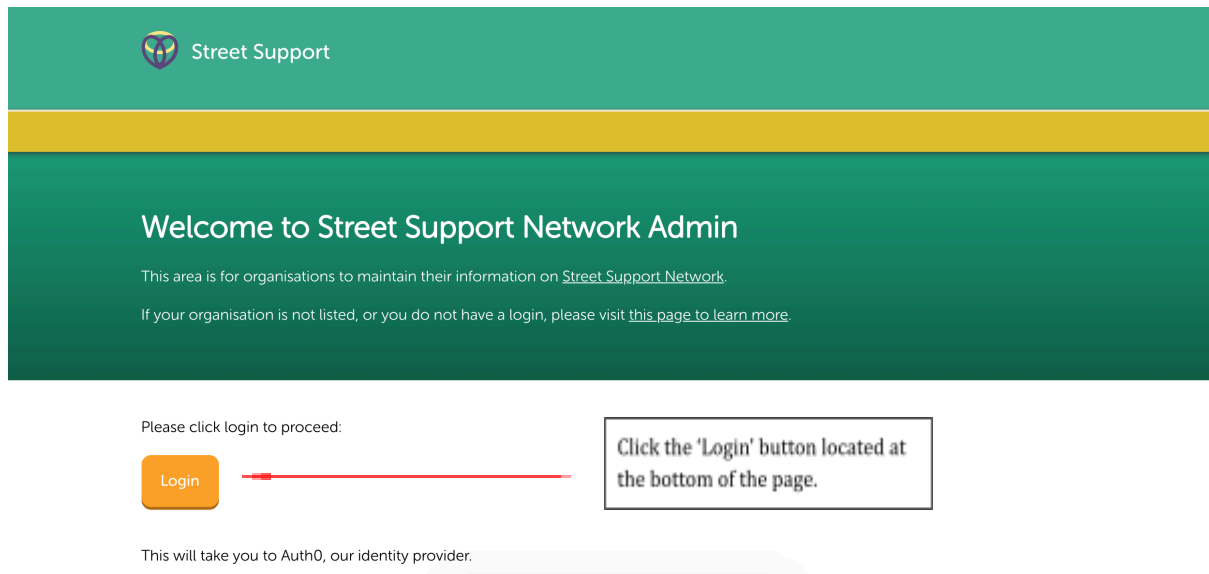 Street Support
Welcome to Street Support Network Admin
This area is for organisations to maintain their information on Street Support Network.
If your organisation is not listed, or you do not have a login, please visit this page to learn more.
Please click login to proceed:
Login
Click the 'Login' button located at
the bottom of the page.
This will take you to Auth0, our identity provider.